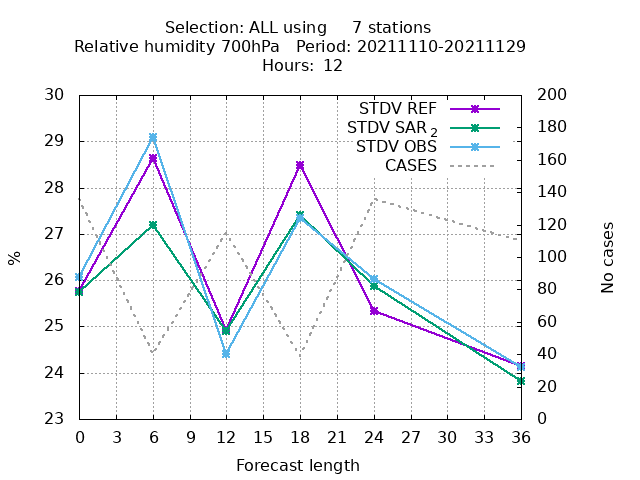 Selection: ALL using     7 stations
Relative humidity 700hPa   Period: 20211110-20211129
Hours: 12
STDV REF
STDV SAR 2
STDV OBS
CASES
30
29
28
27
26
25
24
23
%
200
180
160
140
120
100
80
60
40
20
0
No cases
0 3 6 9 12 15 18 21 24 27 30 33 36
Forecast length